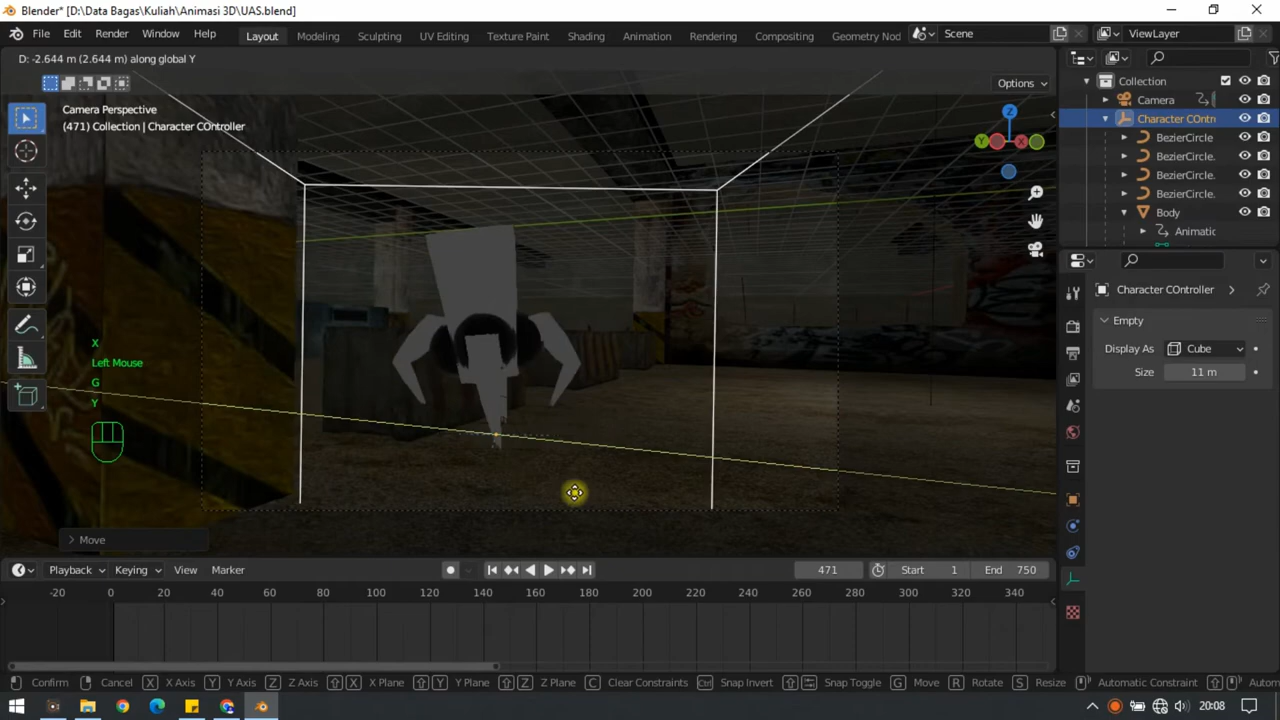 Blender* [D:\Data Bagas\Kuliah\Animasi 3D\UAS.blend]
File Edit Render Window Help Layout Modeling Sculpting UV Editing Texture Paint Shading Animation Rendering Compositing Geometry Nod Scene ViewLayer
D: -2.644 m (2.644 m) along global Y
Options
Camera Perspective
(471) Collection | Character COntroller
Z
Y
X
Collection
Camera
Character COntr
BezierCircle
BezierCircle.
BezierCircle.
BezierCircle.
Body
Animatic
Character COntroller
Empty
Display As Cube
Size 11 m
X
Left Mouse
G
Y
Move
Playback Keying View Marker 471 Start 1 End 750
-20 0 20 40 60 80 100 120 140 160 180 200 220 240 260 280 300 320 340
Confirm Cancel X X Axis Y Y Axis Z Z Axis X X Plane Y Y Plane Z Z Plane C Clear Constraints Ctrl Snap Invert Snap Toggle G Move R Rotate S Resize Automatic Constraint Autom
20:08